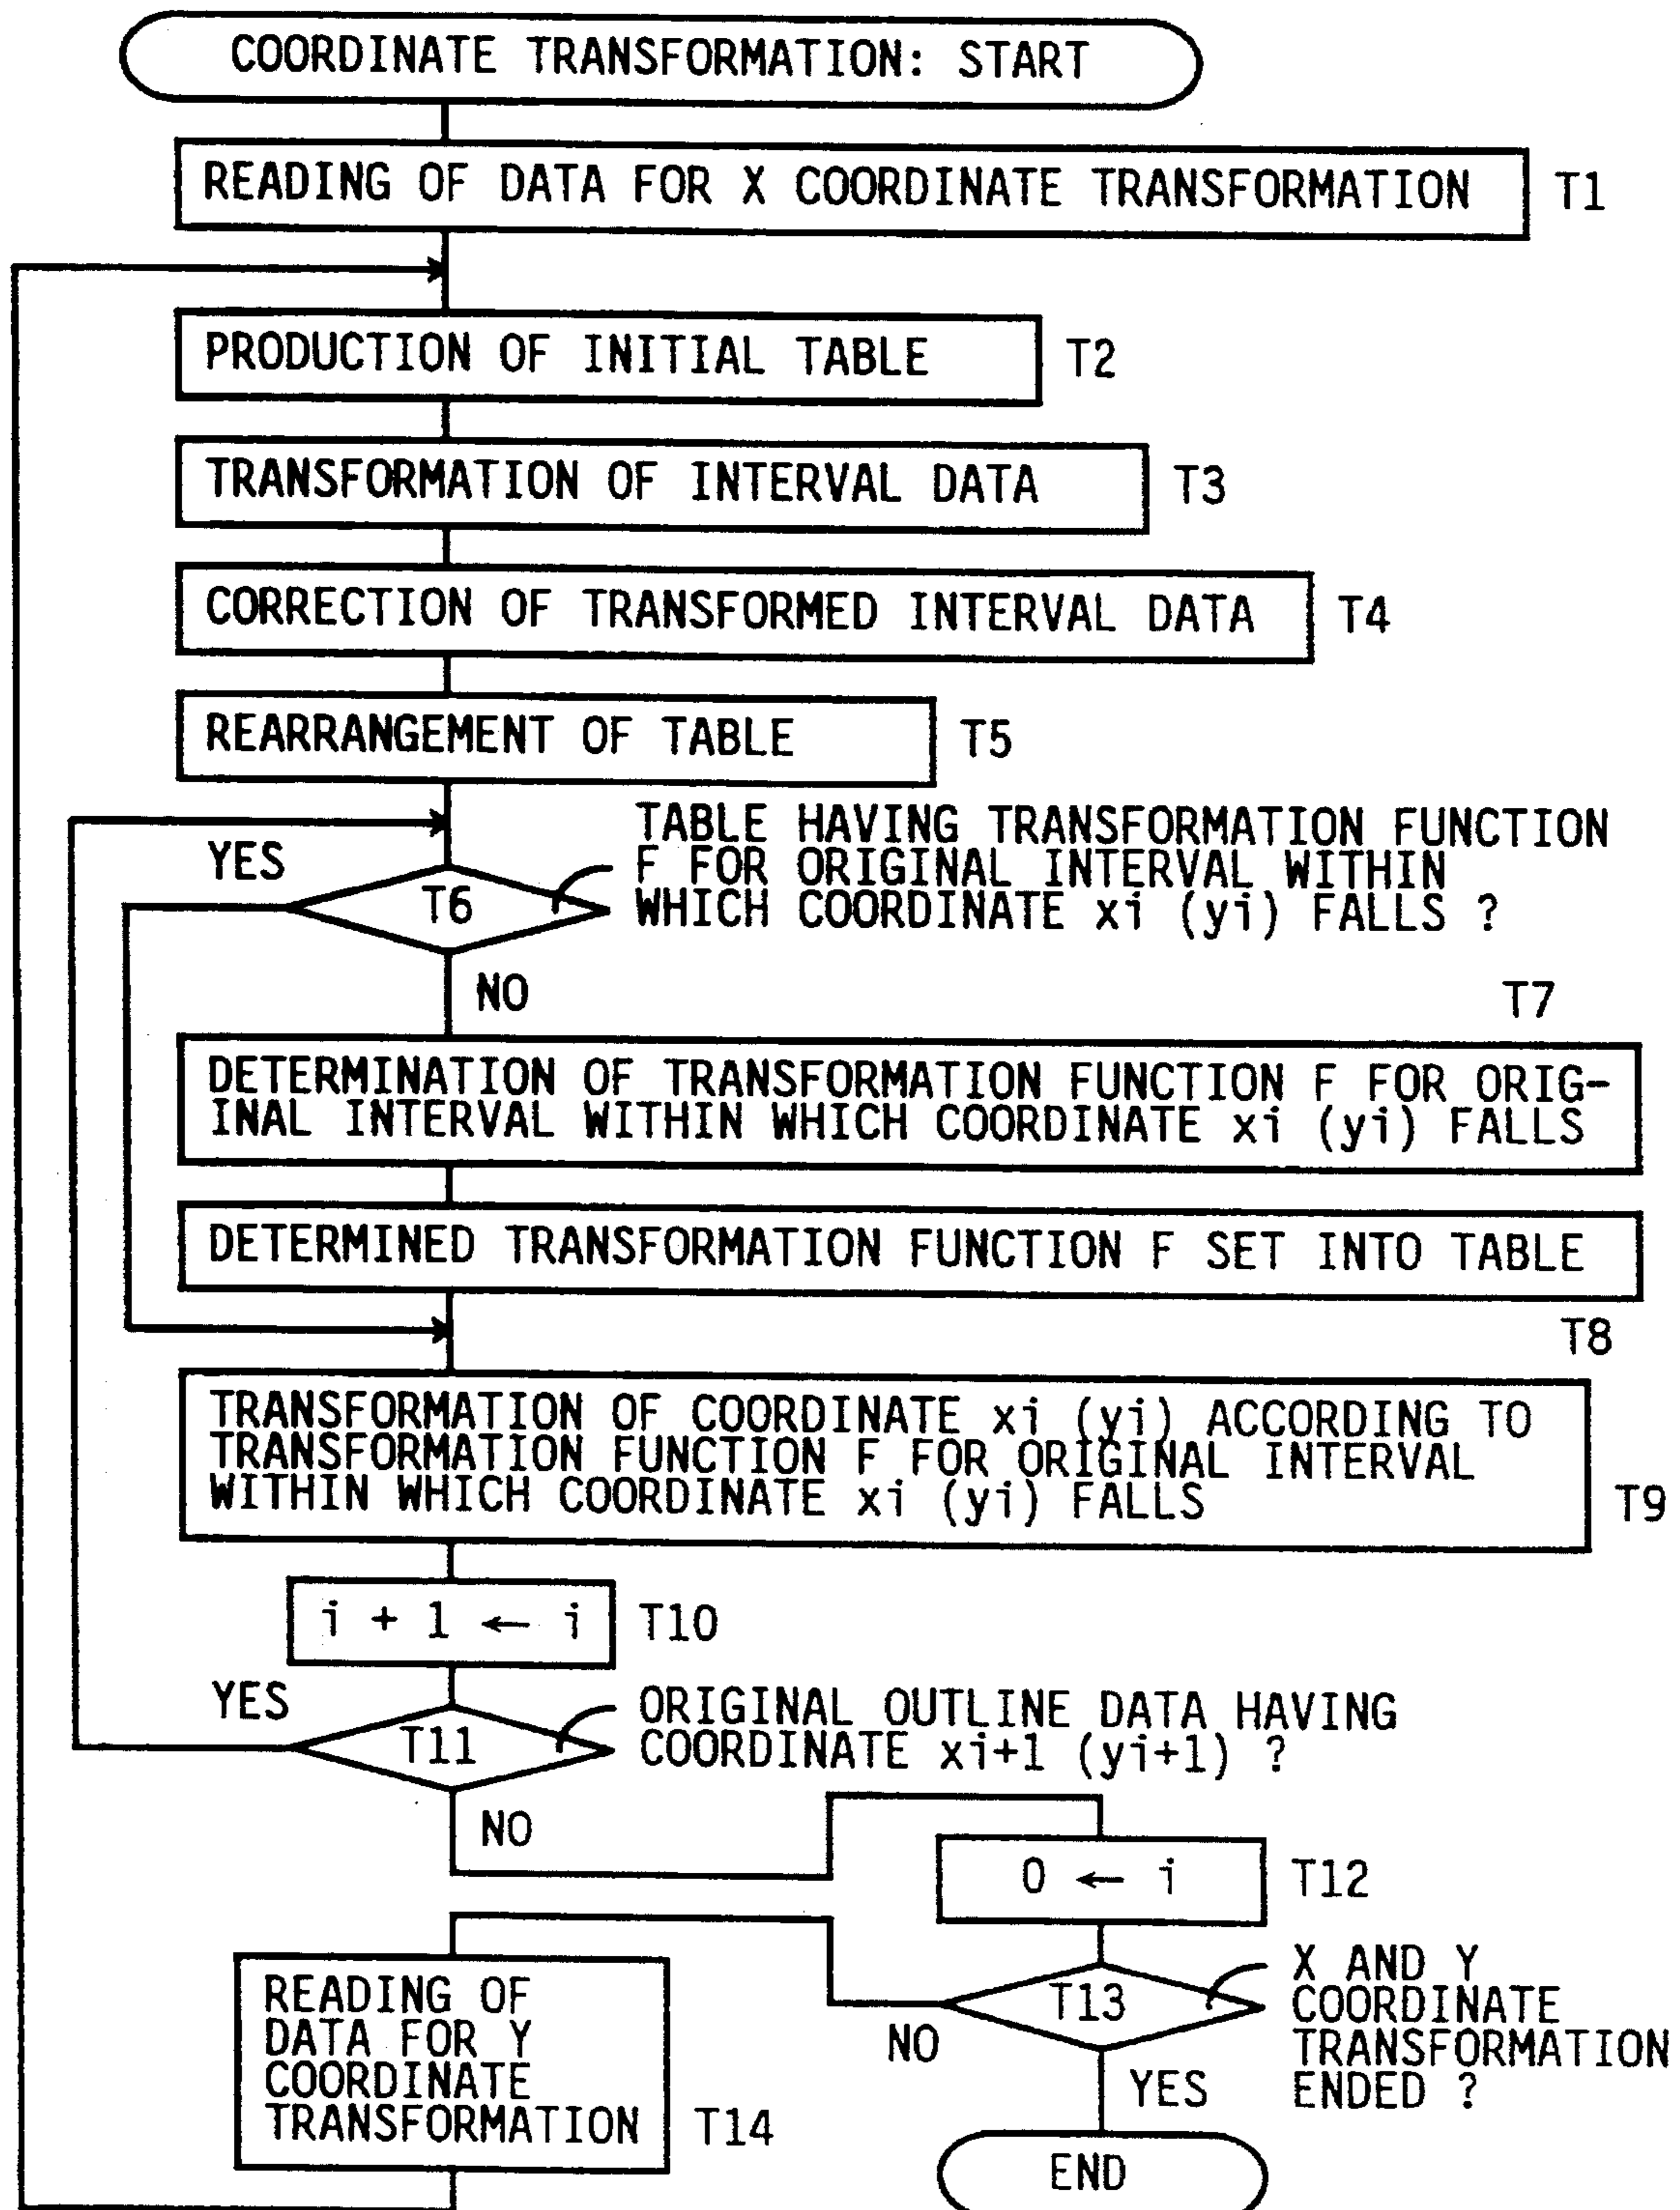 COORDINATE TRANSFORMATION: START
READING OF DATA FOR X COORDINATE TRANSFORMATION
T1
PRODUCTION OF INITIAL TABLE
T2
TRANSFORMATION OF INTERVAL DATA
T3
CORRECTION OF TRANSFORMED INTERVAL DATA
T4
REARRANGEMENT OF TABLE
T5
YES
T6
TABLE HAVING TRANSFORMATION FUNCTION
F FOR ORIGINAL INTERVAL WITHIN
WHICH COORDINATE xi (yi) FALLS ?
NO
T7
DETERMINATION OF TRANSFORMATION FUNCTION F FOR ORIG-
INAL INTERVAL WITHIN WHICH COORDINATE xi (yi) FALLS
DETERMINED TRANSFORMATION FUNCTION F SET INTO TABLE
T8
TRANSFORMATION OF COORDINATE xi (yi) ACCORDING TO
TRANSFORMATION FUNCTION F FOR ORIGINAL INTERVAL
WITHIN WHICH COORDINATE xi (yi) FALLS
T9
i + 1 ← i
T10
YES
T11
ORIGINAL OUTLINE DATA HAVING
COORDINATE xi+1 (yi+1) ?
NO
0 ← i
T12
T13
X AND Y
COORDINATE
TRANSFORMATION
ENDED ?
NO
YES
READING OF
DATA FOR Y
COORDINATE
TRANSFORMATION
T14
END